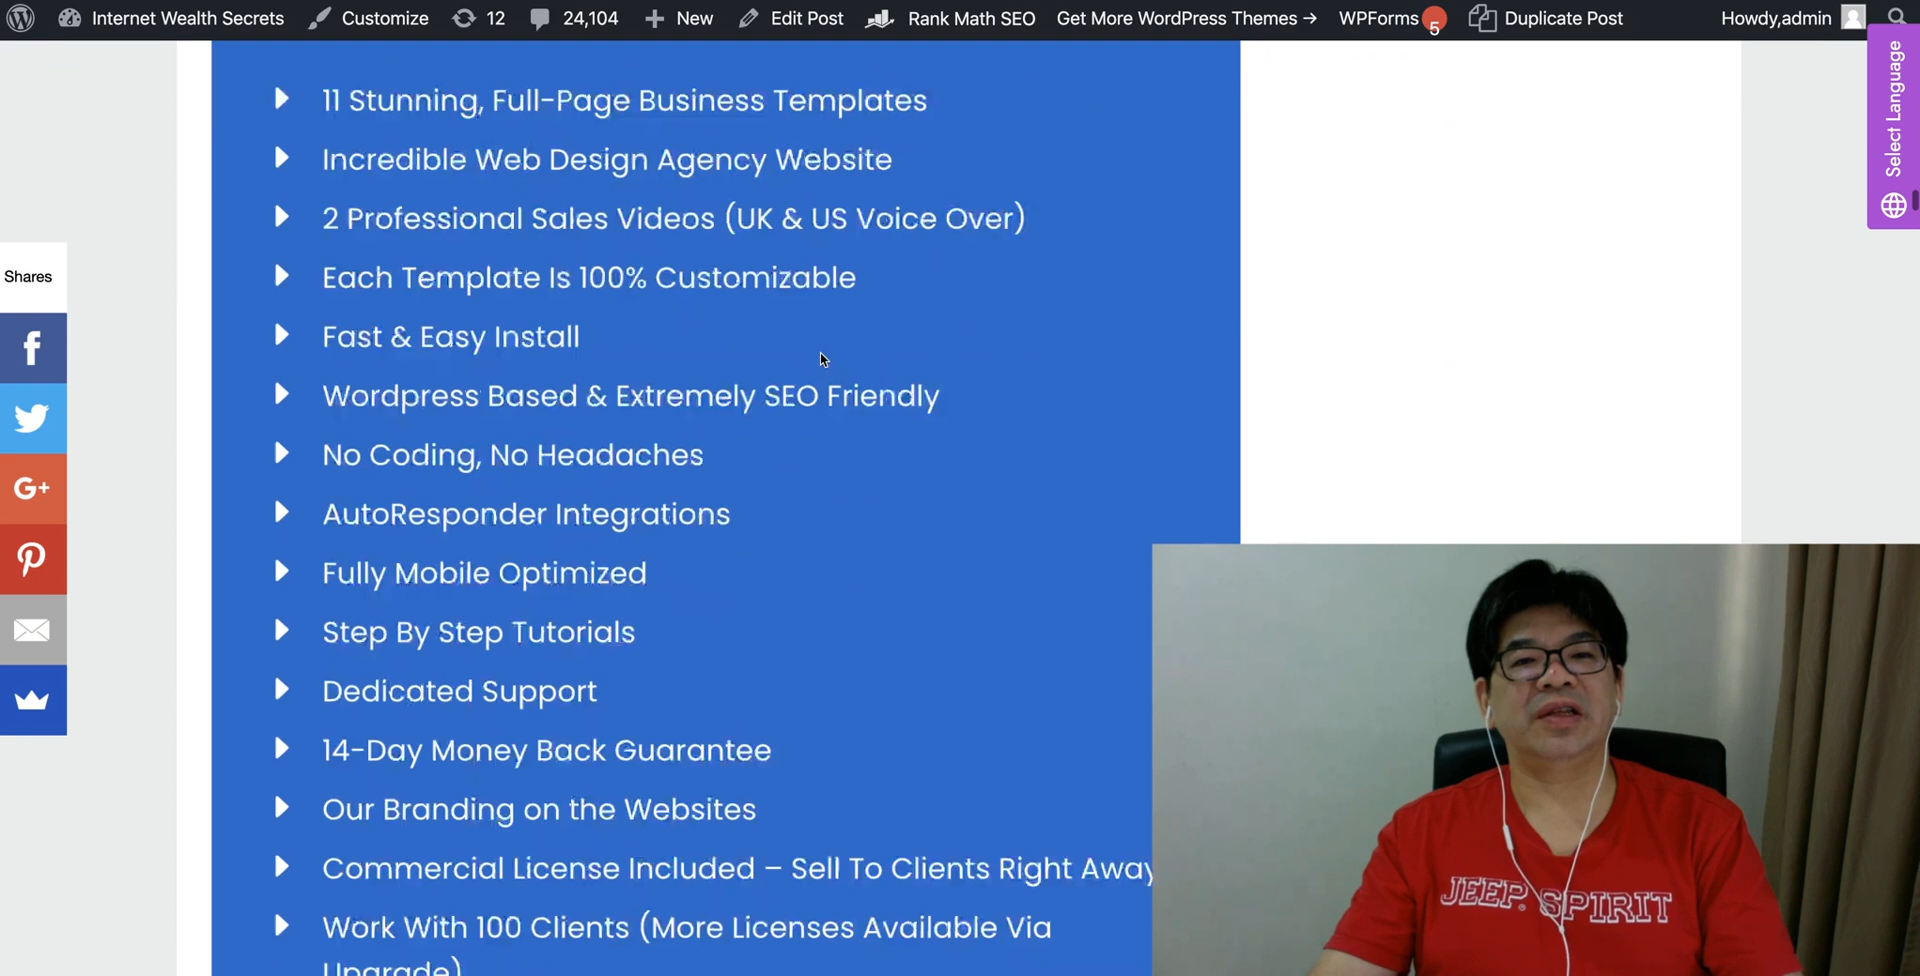 Internet Wealth Secrets Customize 12 24,104 New Edit Post Rank Math SEO Get More WordPress Themes → WPForms 5 Duplicate Post Howdy,admin
Select Language
11 Stunning, Full-Page Business Templates
Incredible Web Design Agency Website
2 Professional Sales Videos (UK & US Voice Over)
Each Template Is 100% Customizable
Fast & Easy Install
Wordpress Based & Extremely SEO Friendly
No Coding, No Headaches
AutoResponder Integrations
Fully Mobile Optimized
Step By Step Tutorials
Dedicated Support
14-Day Money Back Guarantee
Our Branding on the Websites
Commercial License Included – Sell To Clients Right Away
Work With 100 Clients (More Licenses Available Via
Upgrade)
Shares
f
G+
JEEP SPIRIT